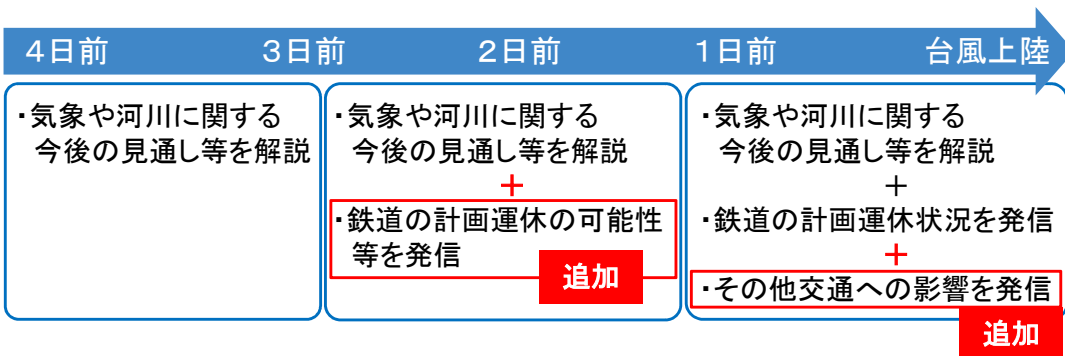 4日前 3日前 2日前 1日前 台風上陸
・気象や河川に関する
今後の見通し等を解説
・気象や河川に関する
今後の見通し等を解説
＋
・鉄道の計画運休の可能性
等を発信
追加
・気象や河川に関する
今後の見通し等を解説
＋
・鉄道の計画運休状況を発信
＋
・その他交通への影響を発信
追加